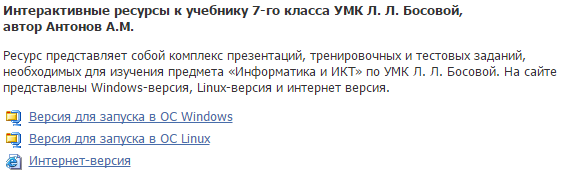 Интерактивные ресурсы к учебнику 7-го класса УМК Л. Л. Босовой,
автор Антонов А.М.
Ресурс представляет собой комплекс презентаций, тренировочных и тестовых заданий,
необходимых для изучения предмета «Информатика и ИКТ» по УМК Л. Л. Босовой. На сайте
представлены Windows-версия, Linux-версия и интернет версия.
Версия для запуска в ОС Windows
Версия для запуска в ОС Linux
Интернет-версия